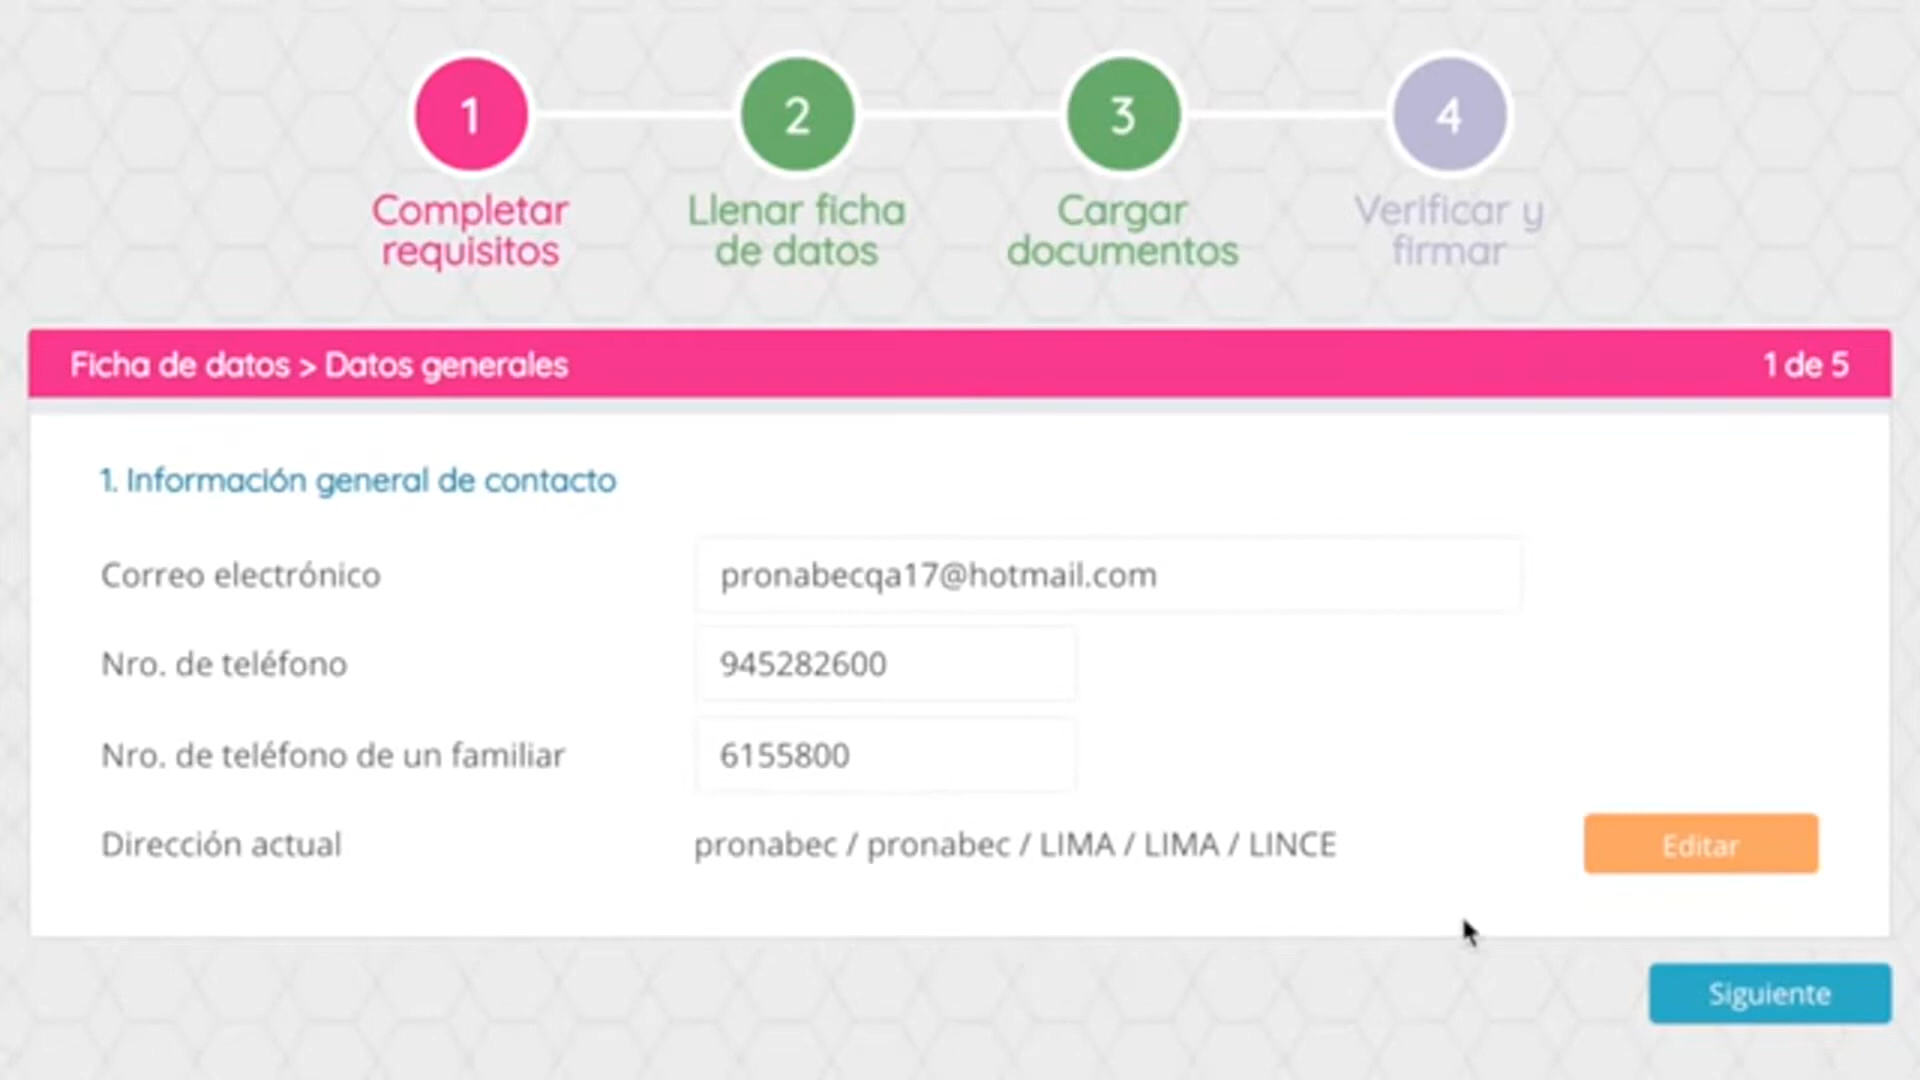 1
2
3
4
Completar
requisitos
Llenar ficha
de datos
Cargar
documentos
Verificar y
firmar
Ficha de datos > Datos generales 1 de 5
1. Información general de contacto
Correo electrónico pronabecqa17@hotmail.com
Nro. de teléfono 945282600
Nro. de teléfono de un familiar 6155800
Dirección actual pronabec / pronabec / LIMA / LIMA / LINCE Editar
Siguiente